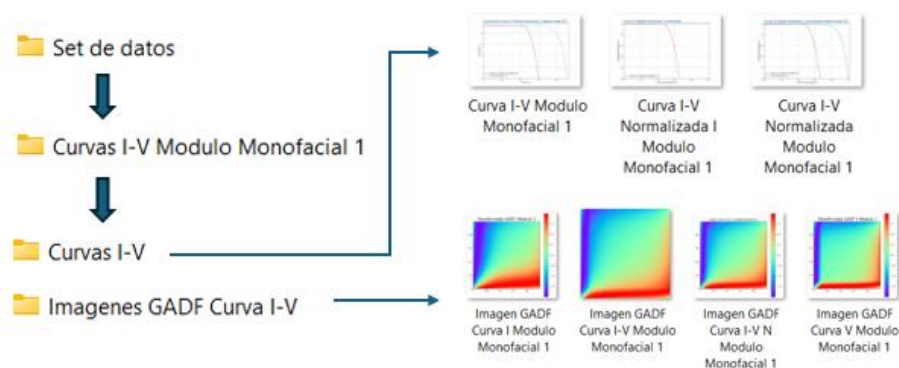 Set de datos
Curvas I-V Modulo Monofacial 1
Curvas I-V
Imagenes GADF Curva I-V
Curva I-V Modulo
Monofacial 1
Curva I-V
Normalizada I
Modulo
Monofacial 1
Curva I-V
Normalizada
Modulo
Monofacial 1
Imagen GADF
Curva I Modulo
Monofacial 1
Imagen GADF
Curva I-V Modulo
Monofacial 1
Imagen GADF
Curva I-V N
Modulo
Monofacial 1
Imagen GADF
Curva V Modulo
Monofacial 1